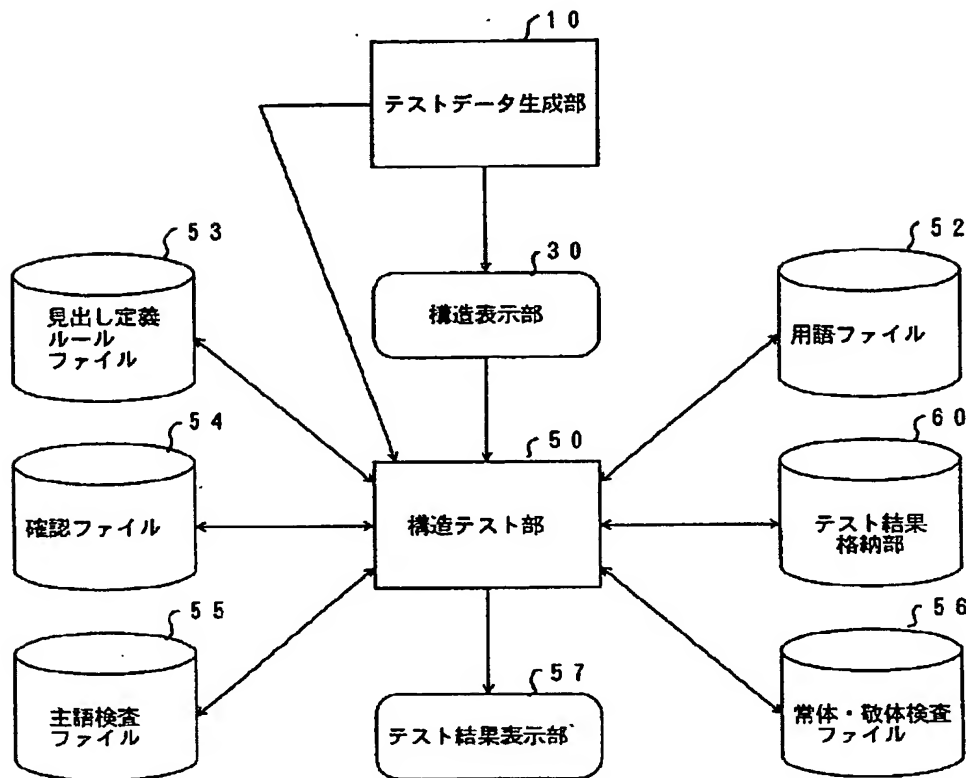 10
テストデータ生成部
53
見出し定義
ルール
ファイル
30
構造表示部
52
用語ファイル
54
確認ファイル
50
構造テスト部
60
テスト結果
格納部
55
主語検査
ファイル
57
テスト結果表示部
56
常体・敬体検査
ファイル